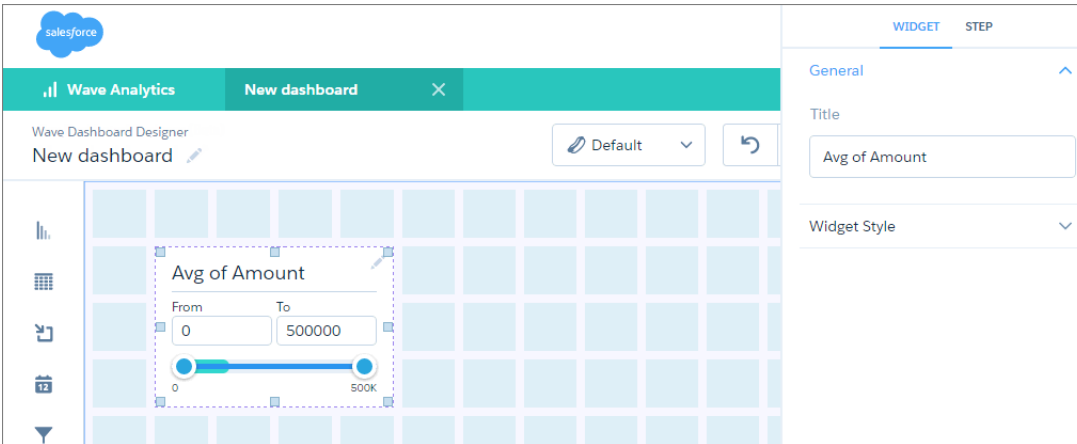 salesforce
WIDGET STEP
Wave Analytics New dashboard
General
Title
Wave Dashboard Designer
New dashboard
Default
Avg of Amount
Widget Style
Avg of Amount
From To
0 500000
0 500K
12